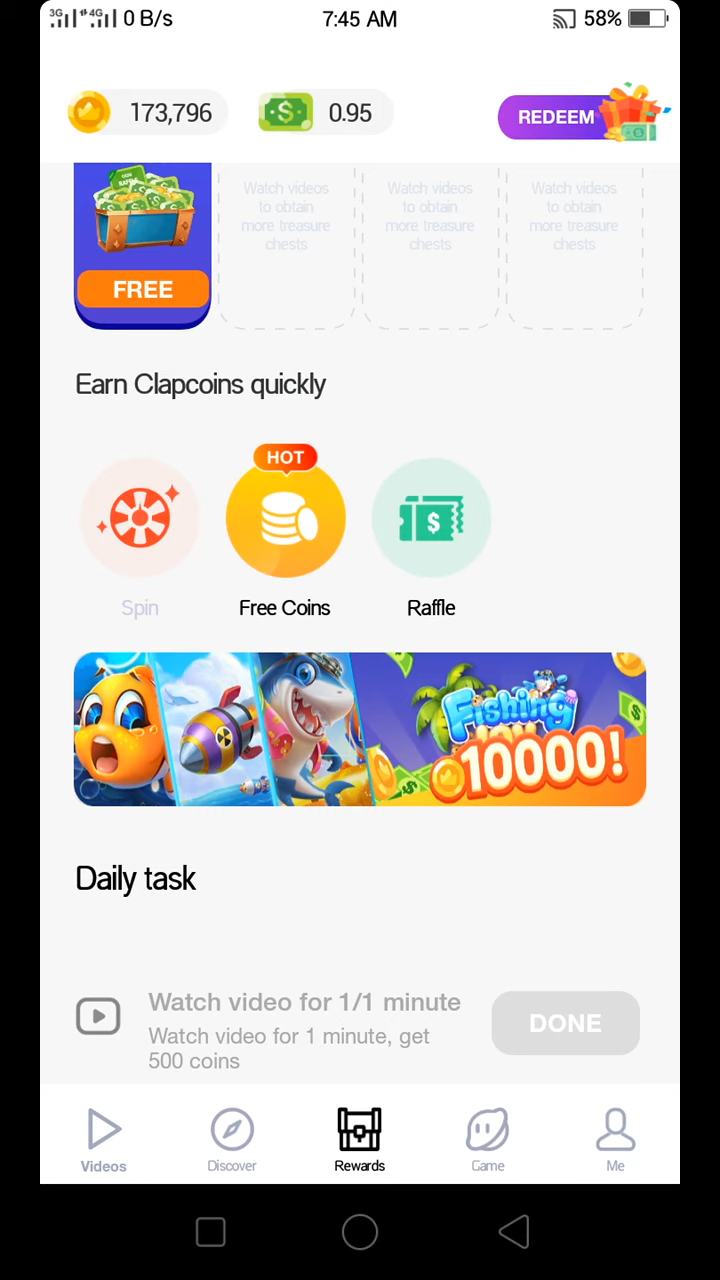 3G 4G 0 B/s 7:45 AM 58%
173,796 0.95 REDEEM
RAFFLE
FREE
Watch videos
to obtain
more treasure
chests
Watch videos
to obtain
more treasure
chests
Watch videos
to obtain
more treasure
chests
Earn Clapcoins quickly
HOT
Spin Free Coins Raffle
Fishing
10000!
Daily task
Watch video for 1/1 minute
Watch video for 1 minute, get
500 coins
DONE
Videos Discover Rewards Game Me